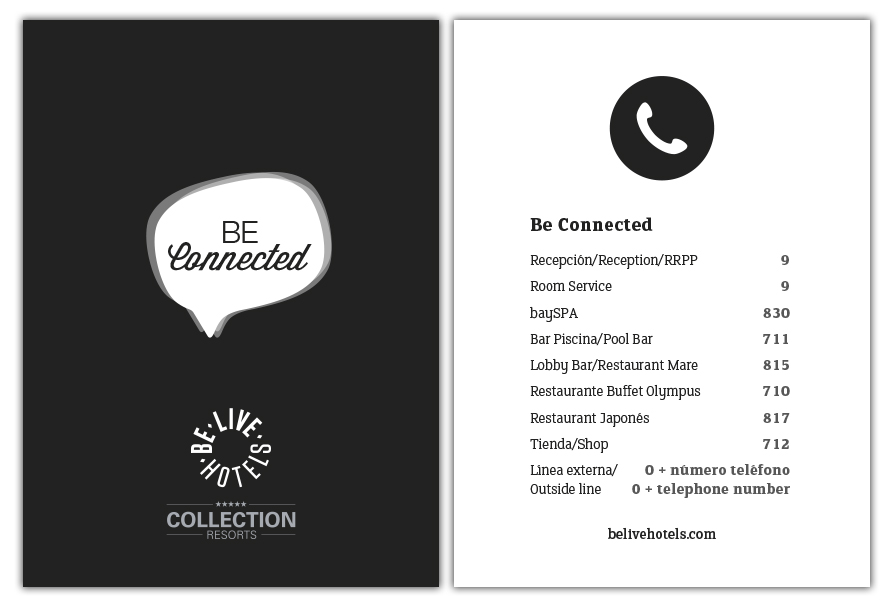 BE
Connected
BE·LIVE·HOTELS·
★★★★★
COLLECTION
RESORTS
Be Connected
Recepción/Reception/RRPP 9
Room Service 9
baySPA 830
Bar Piscina/Pool Bar 711
Lobby Bar/Restaurant Mare 815
Restaurante Buffet Olympus 710
Restaurant Japonés 817
Tienda/Shop 712
Línea externa/ 0 + número teléfono
Outside line 0 + telephone number
belivehotels.com